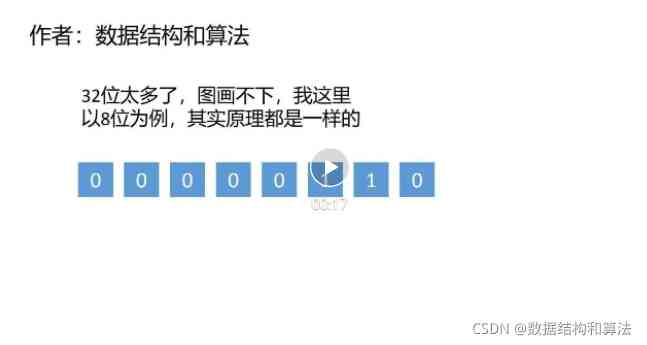 作者：数据结构和算法
32位太多了，图画不下，我这里
以8位为例，其实原理都是一样的
0 0 0 0 0 1 1 0
00:17
CSDN @数据结构和算法